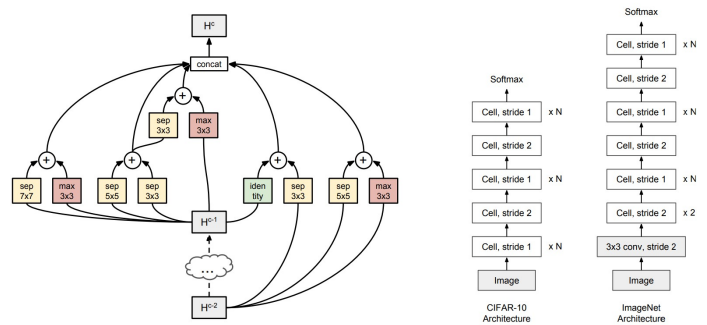 H^c
concat
+
sep
3x3
max
3x3
+
+
+
+
sep
7x7
max
3x3
sep
5x5
sep
3x3
iden
tity
sep
3x3
sep
5x5
max
3x3
H^c-1
...
H^c-2
Softmax
Cell, stride 1 x N
Cell, stride 2
Cell, stride 1 x N
Cell, stride 2
Cell, stride 1 x N
Image
CIFAR-10
Architecture
Softmax
Cell, stride 1 x N
Cell, stride 2
Cell, stride 1 x N
Cell, stride 2
Cell, stride 1 x N
Cell, stride 2 x 2
3x3 conv, stride 2
Image
ImageNet
Architecture